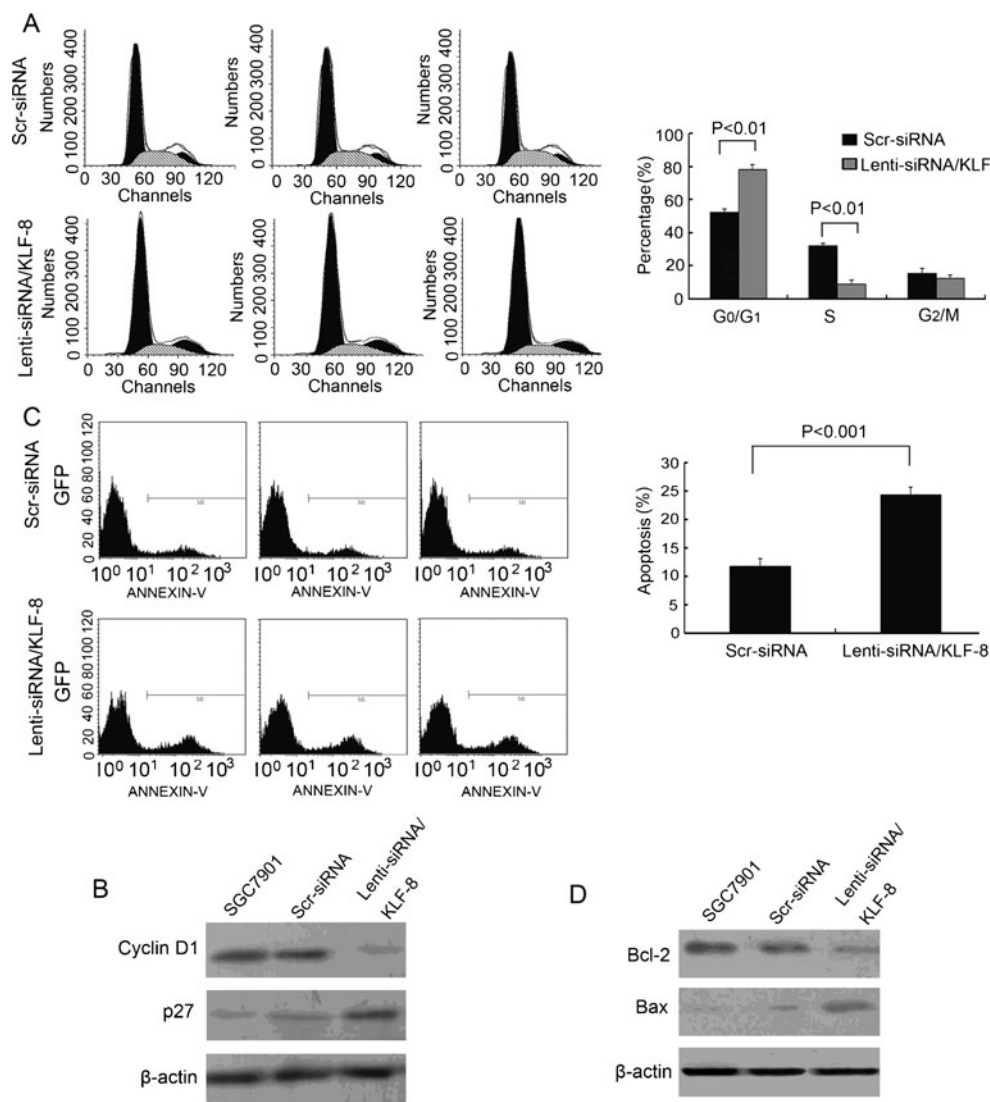 A
Scr-siRNA
Numbers
0 100 200 300 400
30 60 90 120
Channels
Numbers
0 100 200 300 400
30 60 90 120
Channels
Numbers
0 100 200 300 400
30 60 90 120
Channels
Lenti-siRNA/KLF-8
Numbers
0 100 200 300 400
30 60 90 120
Channels
Numbers
0 100 200 300 400
30 60 90 120
Channels
Numbers
0 100 200 300 400
30 60 90 120
Channels
Percentage (%)
100
80
60
40
20
0
P<0.01
P<0.01
Scr-siRNA
Lenti-siRNA/KLF
G0/G1
S
G2/M
C
Scr-siRNA
GFP
0 20 40 60 80 100 120
10⁰ 10¹ 10² 10³
ANNEXIN-V
10⁰ 10¹ 10² 10³
ANNEXIN-V
10⁰ 10¹ 10² 10³
ANNEXIN-V
Lenti-siRNA/KLF-8
GFP
0 20 40 60 80 100 120
10⁰ 10¹ 10² 10³
ANNEXIN-V
10⁰ 10¹ 10² 10³
ANNEXIN-V
10⁰ 10¹ 10² 10³
ANNEXIN-V
P<0.001
Apoptosis (%)
35
30
25
20
15
10
5
0
Scr-siRNA
Lenti-siRNA/KLF-8
B
SGC7901
Scr-siRNA
Lenti-siRNA/
KLF-8
Cyclin D1
p27
β-actin
D
SGC7901
Scr-siRNA
Lenti-siRNA/
KLF-8
Bcl-2
Bax
β-actin